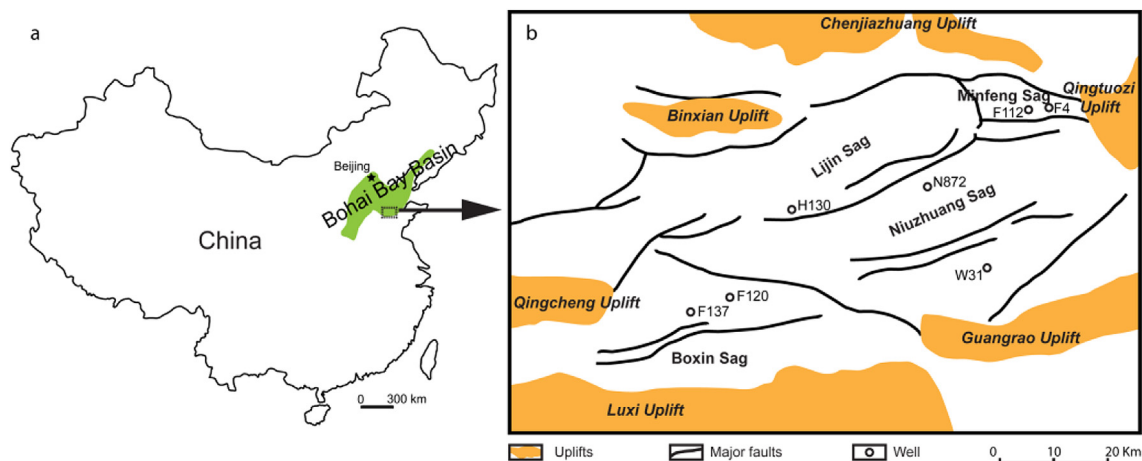 a
Beijing
Bohai Bay Basin
China
0 300 km
b
Chenjiazhuang Uplift
Qingtuozi
Uplift
Minfeng Sag
F112
F4
Binxian Uplift
Lijin Sag
N872
H130
Niuzhuang Sag
W31
Qingcheng Uplift
F120
F137
Guangrao Uplift
Boxin Sag
Luxi Uplift
Uplifts
Major faults
Well
0 10 20 Km